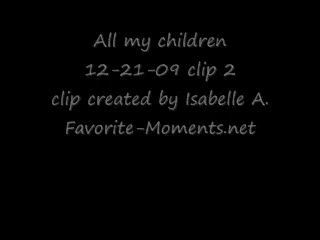 All my children
12-21-09 clip 2
clip created by Isabelle A.
Favorite-Moments.net